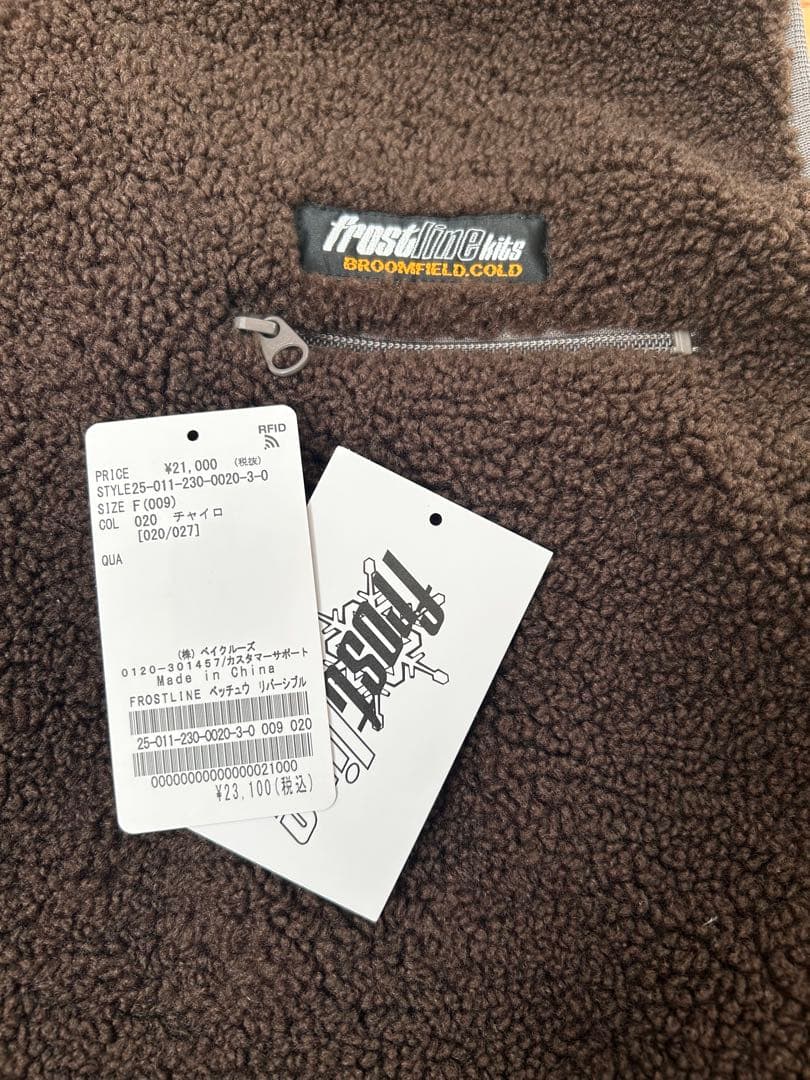 frostline kits
BROOMFIELD.COLD
RFID
PRICE ¥21,000 (税抜)
STYLE25-011-230-0020-3-0
SIZE F(009)
COL 020 チャイロ
[020/027]
QUA
(株) ベイクルーズ
0120-301457/カスタマーサポート
Made in China
FROSTLINE ベッチュウ リバーシブル
25-011-230-0020-3-0 009 020
00000000000000021000
¥23,100(税込)
frost